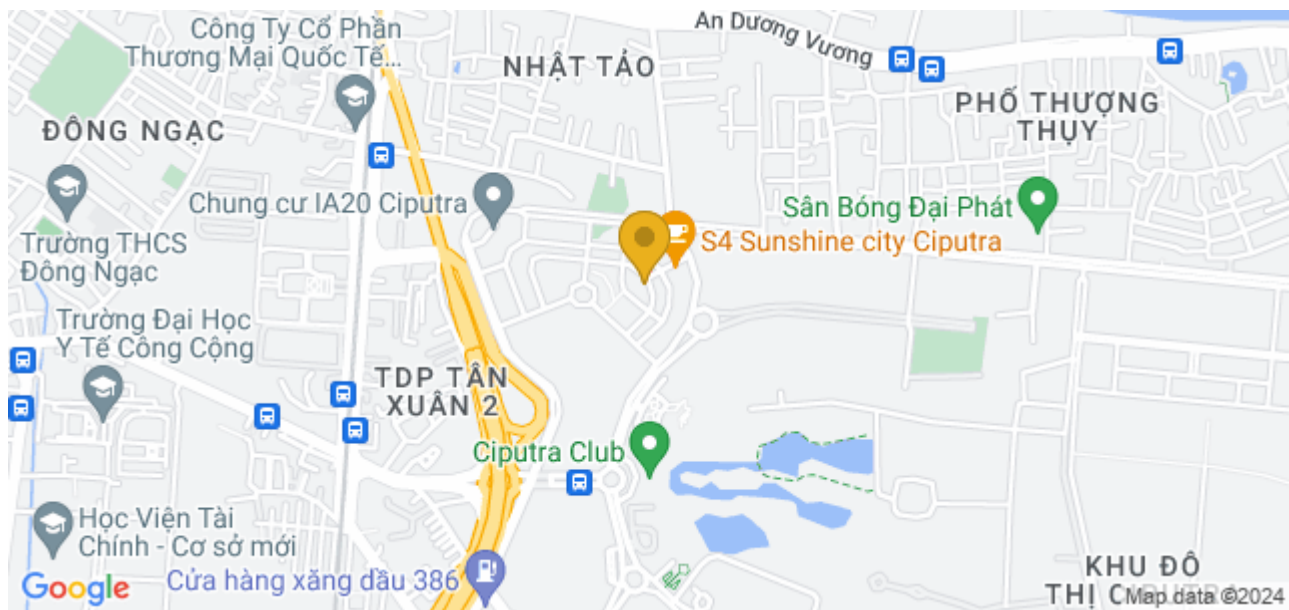 Công Ty Cổ Phần
Thương Mại Quốc Tế...
An Dương Vương
NHẬT TẢO
PHỐ THƯỢNG
THỤY
ĐÔNG NGẠC
Chung cư IA20 Ciputra
Sân Bóng Đại Phát
S4 Sunshine city Ciputra
Trường THCS
Đông Ngạc
Trường Đại Học
Y Tế Công Cộng
TDP TÂN
XUÂN 2
Ciputra Club
Học Viện Tài
Chính - Cơ sở mới
Cửa hàng xăng dầu 386
KHU ĐÔ
THỊ
Google
Map data ©2024